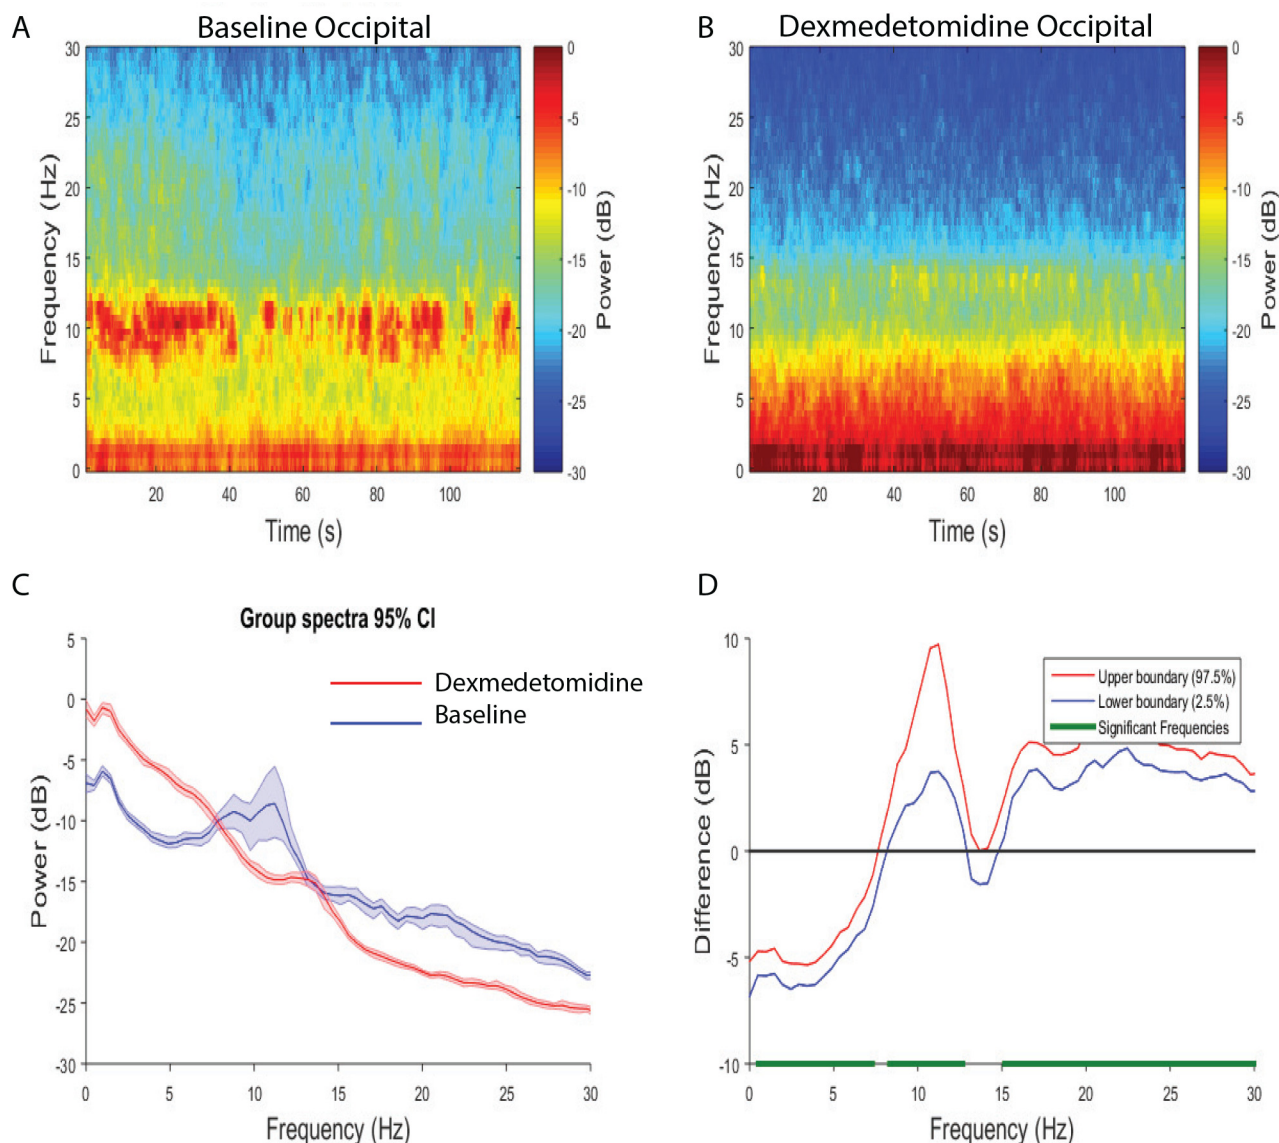 A
Baseline Occipital
30
25
20
15
10
5
0
Frequency (Hz)
20 40 60 80 100
Time (s)
0
-5
-10
-15
-20
-25
-30
Power (dB)
B
Dexmedetomidine Occipital
30
25
20
15
10
5
0
Frequency (Hz)
20 40 60 80 100
Time (s)
0
-5
-10
-15
-20
-25
-30
Power (dB)
C
Group spectra 95% CI
5
0
-5
-10
-15
-20
-25
-30
Power (dB)
Dexmedetomidine
Baseline
0 5 10 15 20 25 30
Frequency (Hz)
D
10
5
0
-5
-10
Difference (dB)
Upper boundary (97.5%)
Lower boundary (2.5%)
Significant Frequencies
0 5 10 15 20 25 30
Frequency (Hz)